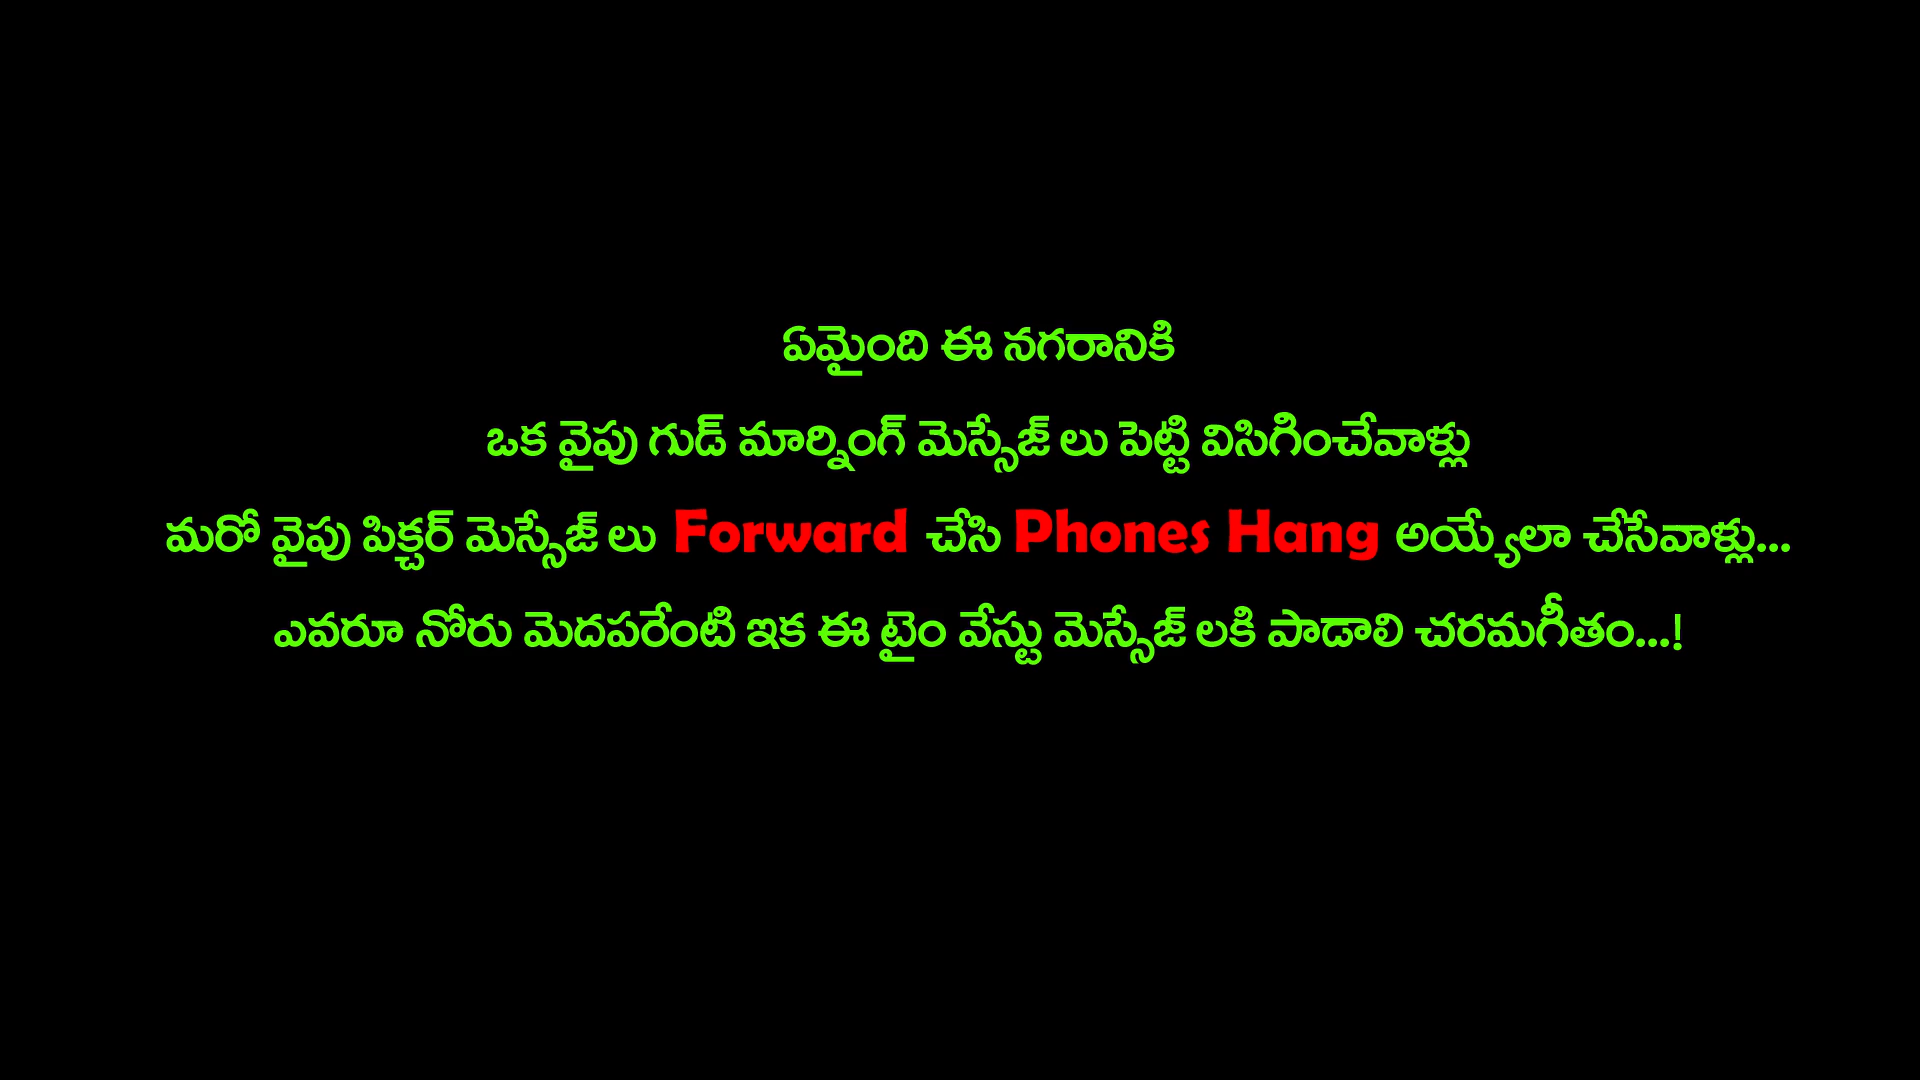 ఏమైంది ఈ నగరానికి
ఒక వైపు గుడ్ మార్నింగ్ మెస్సేజ్ లు పెట్టి విసిగించేవాళ్లు
మరో వైపు పిక్చర్ మెస్సేజ్ లు Forward చేసి Phones Hang అయ్యేలా చేసేవాళ్లు...
ఎవరూ నోరు మెదపరేంటి ఇక ఈ టైం వేస్టు మెస్సేజ్ లకి పాడాలి చరమగీతం...!